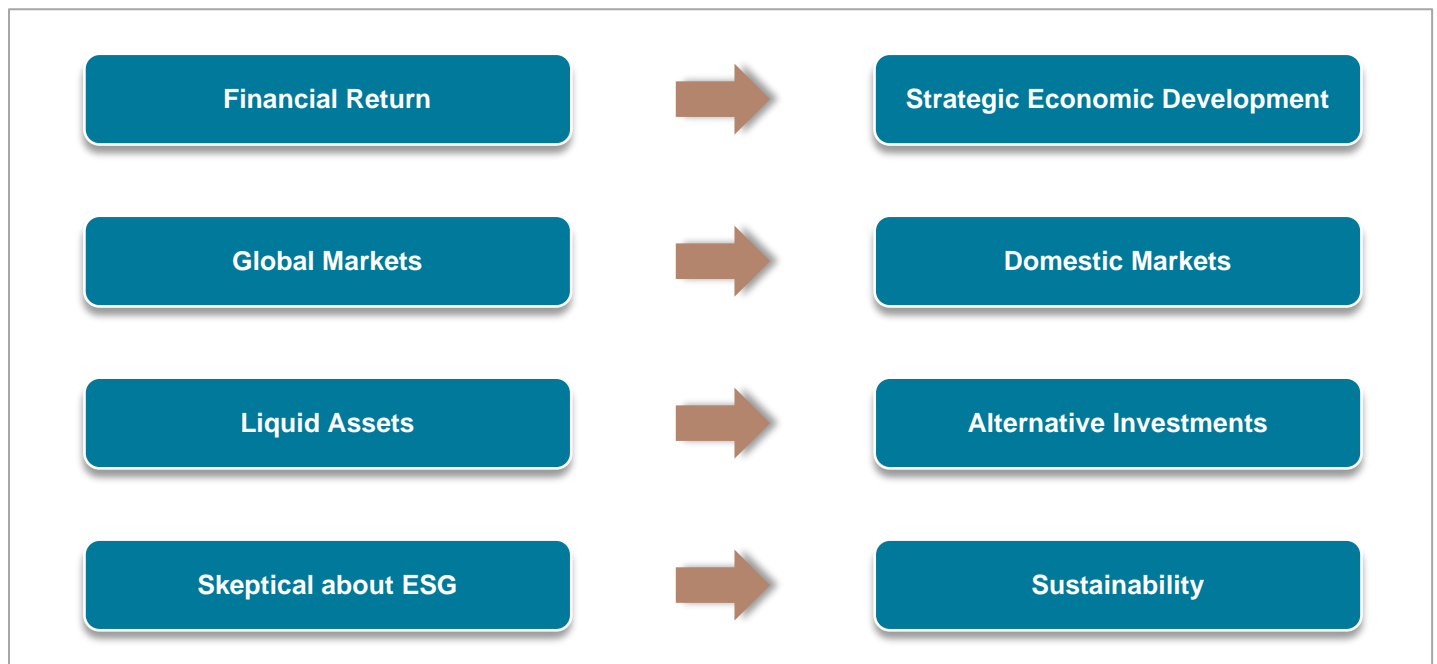 Financial Return
Strategic Economic Development
Global Markets
Domestic Markets
Liquid Assets
Alternative Investments
Skeptical about ESG
Sustainability